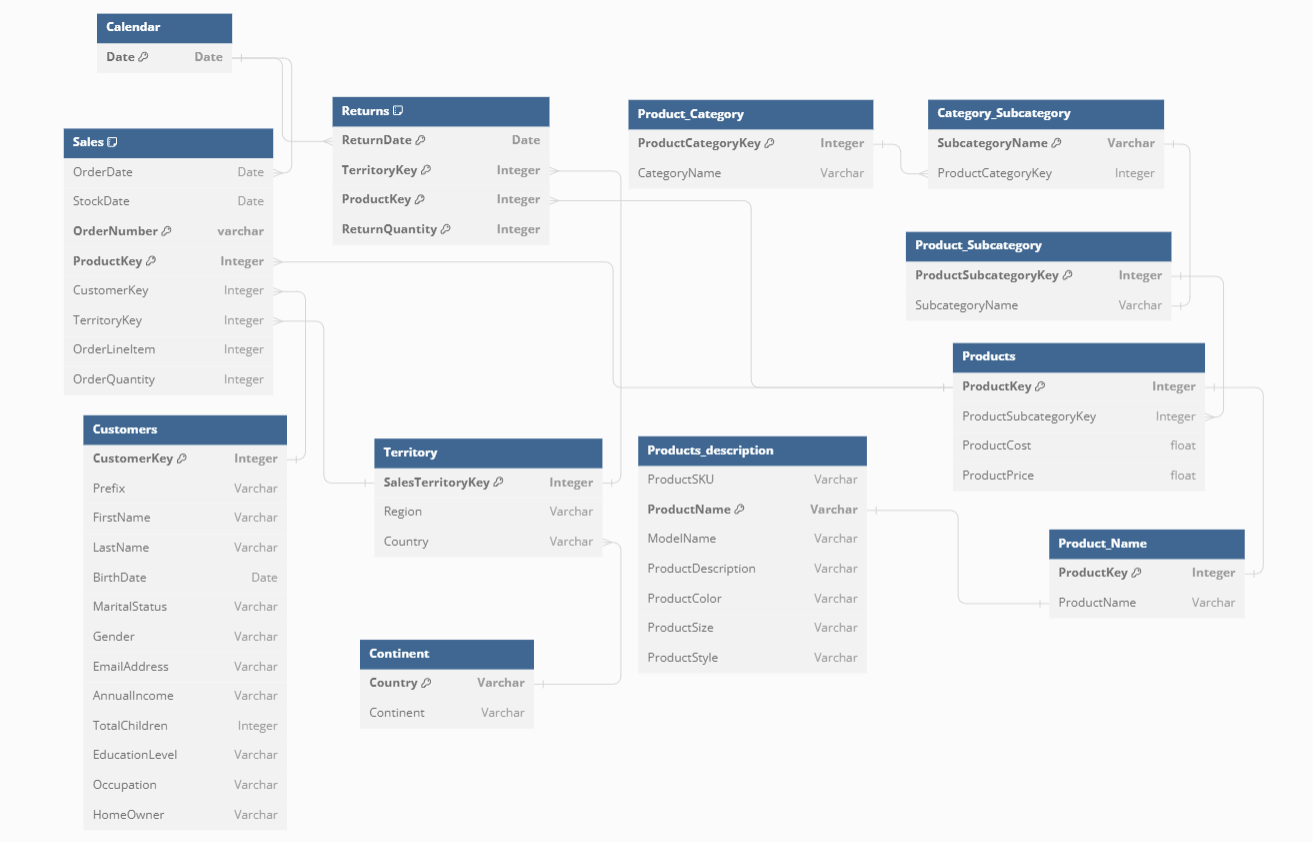 Calendar
Date Date
Sales
OrderDate Date
StockDate Date
OrderNumber varchar
ProductKey Integer
CustomerKey Integer
TerritoryKey Integer
OrderLineItem Integer
OrderQuantity Integer
Customers
CustomerKey Integer
Prefix Varchar
FirstName Varchar
LastName Varchar
BirthDate Date
MaritalStatus Varchar
Gender Varchar
EmailAddress Varchar
AnnualIncome Varchar
TotalChildren Integer
EducationLevel Varchar
Occupation Varchar
HomeOwner Varchar
Returns
ReturnDate Date
TerritoryKey Integer
ProductKey Integer
ReturnQuantity Integer
Territory
SalesTerritoryKey Integer
Region Varchar
Country Varchar
Continent
Country Varchar
Continent Varchar
Product_Category
ProductCategoryKey Integer
CategoryName Varchar
Category_Subcategory
SubcategoryName Varchar
ProductCategoryKey Integer
Product_Subcategory
ProductSubcategoryKey Integer
SubcategoryName Varchar
Products
ProductKey Integer
ProductSubcategoryKey Integer
ProductCost float
ProductPrice float
Products_description
ProductSKU Varchar
ProductName Varchar
ModelName Varchar
ProductDescription Varchar
ProductColor Varchar
ProductSize Varchar
ProductStyle Varchar
Product_Name
ProductKey Integer
ProductName Varchar